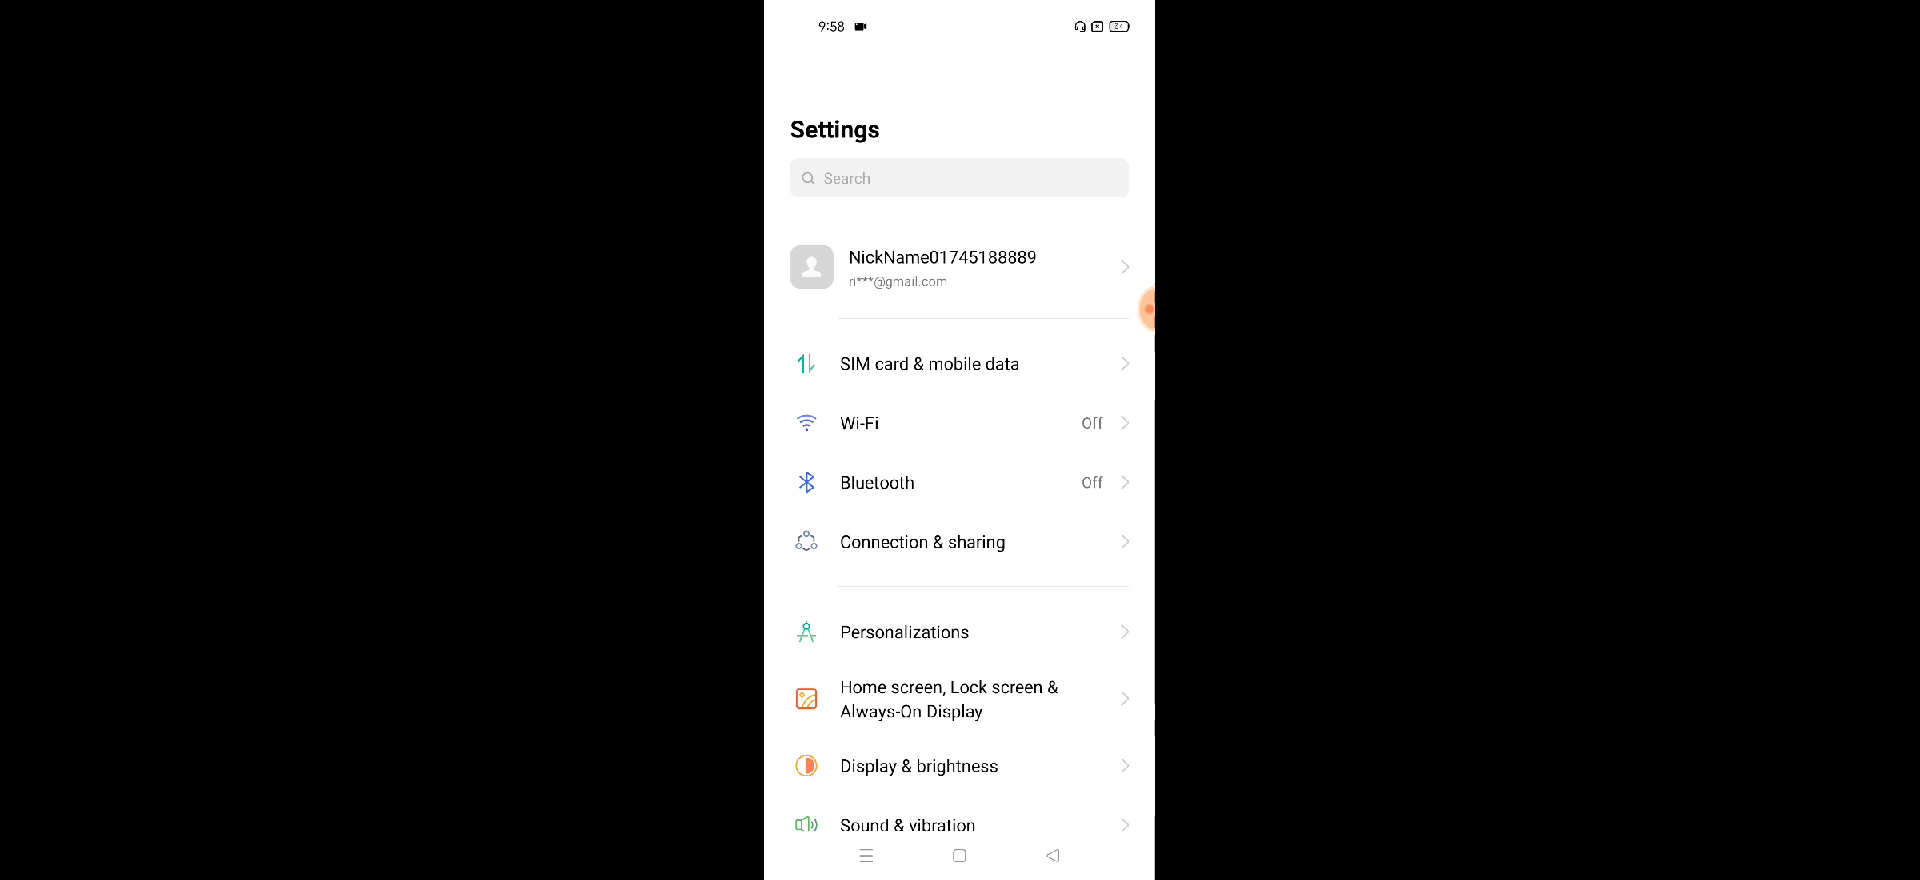 9:58
Settings
Search
NickName01745188889
ri***@gmail.com
SIM card & mobile data
Wi-Fi
Off
Bluetooth
Off
Connection & sharing
Personalizations
Home screen, Lock screen &
Always-On Display
Display & brightness
Sound & vibration